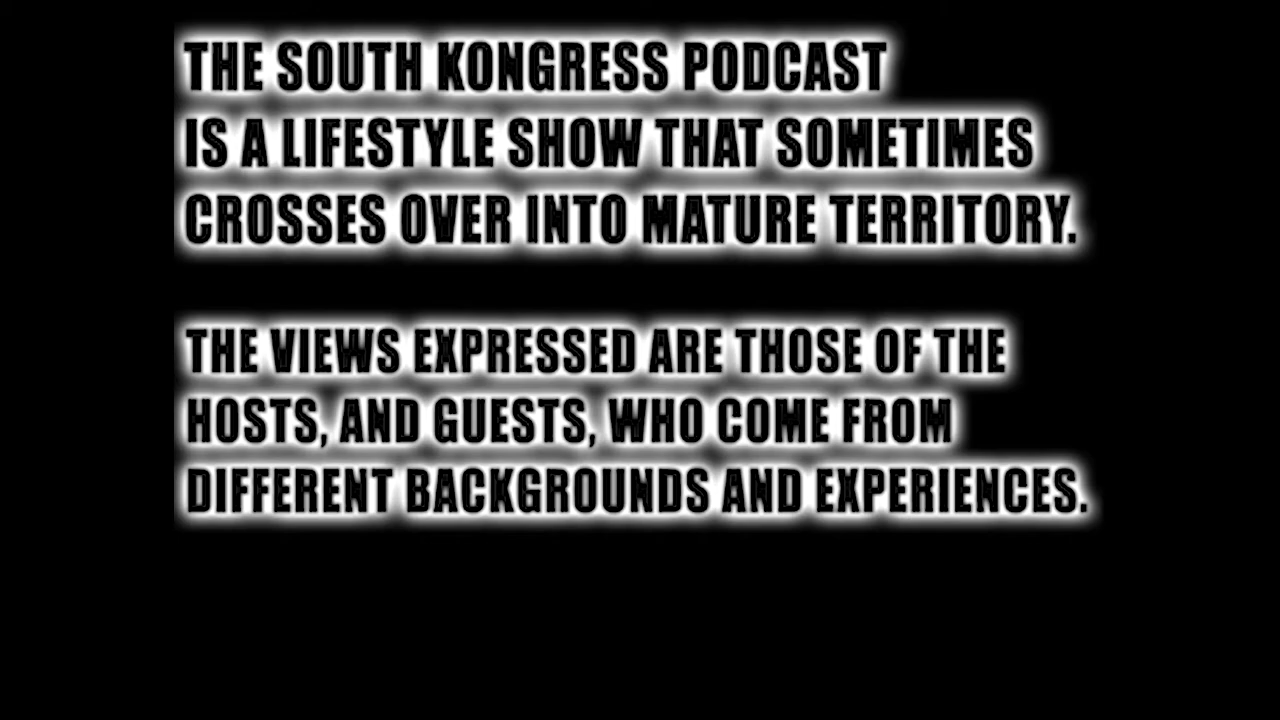 THE SOUTH KONGRESS PODCAST
IS A LIFESTYLE SHOW THAT SOMETIMES
CROSSES OVER INTO MATURE TERRITORY.
THE VIEWS EXPRESSED ARE THOSE OF THE
HOSTS, AND GUESTS, WHO COME FROM
DIFFERENT BACKGROUNDS AND EXPERIENCES.